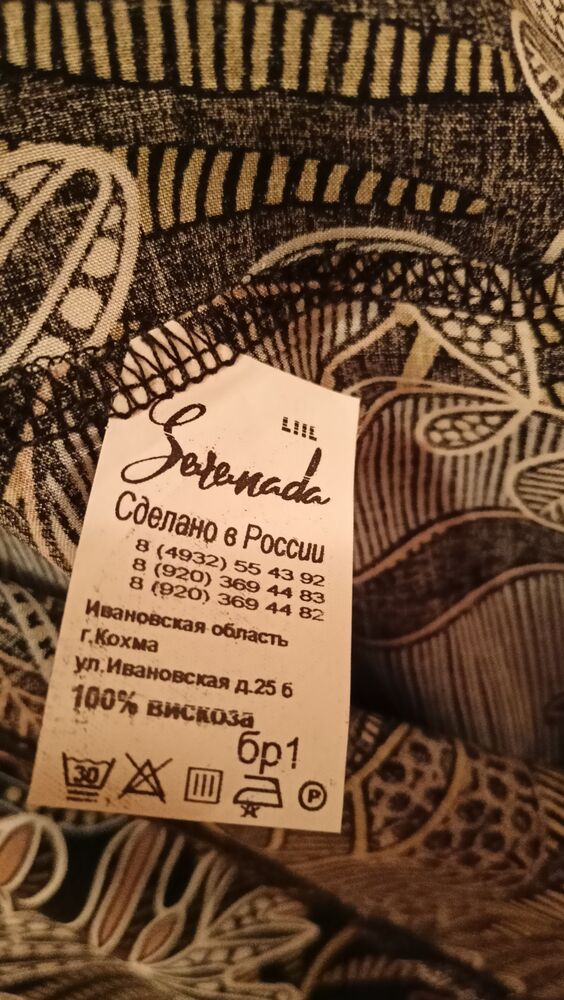 Serenada
Сделано в России
8 (4932) 55 43 92
8 (920) 369 44 83
8 (920) 369 44 82
Ивановская область
г.Кохма
ул.Ивановская д.25 б
100% вискоза
бр1
30
P